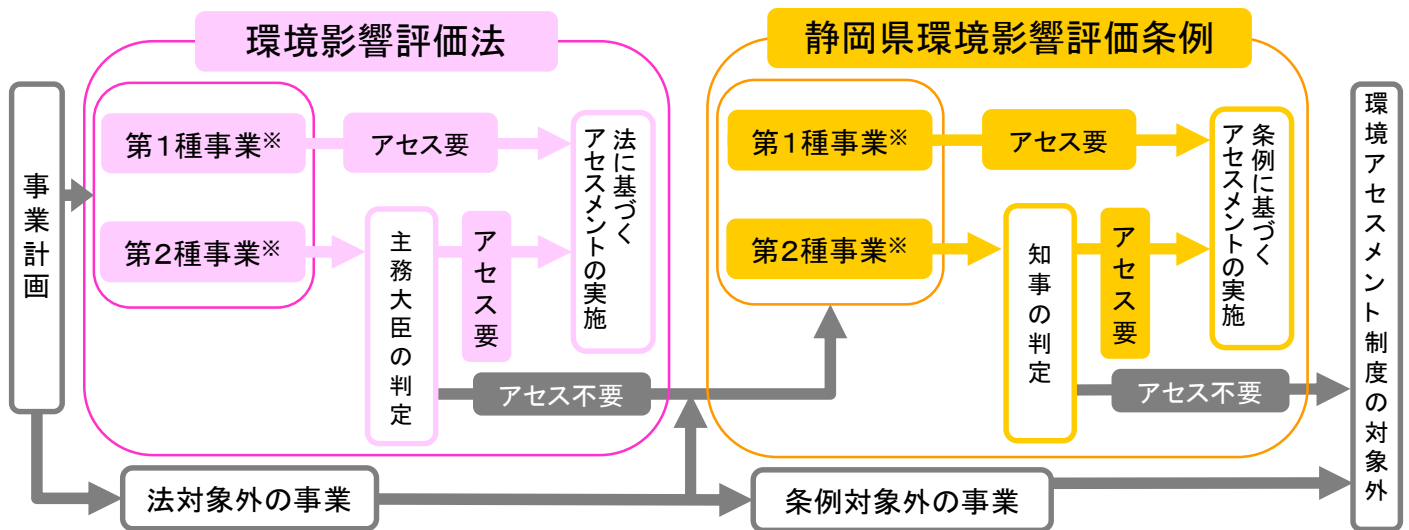 環境影響評価法
静岡県環境影響評価条例
事業計画
第1種事業※
アセス要
法に基づく
アセスメントの実施
第2種事業※
主務大臣の判定
アセス要
アセス不要
法対象外の事業
第1種事業※
アセス要
条例に基づく
アセスメントの実施
第2種事業※
知事の判定
アセス要
アセス不要
条例対象外の事業
環境アセスメント制度の対象外